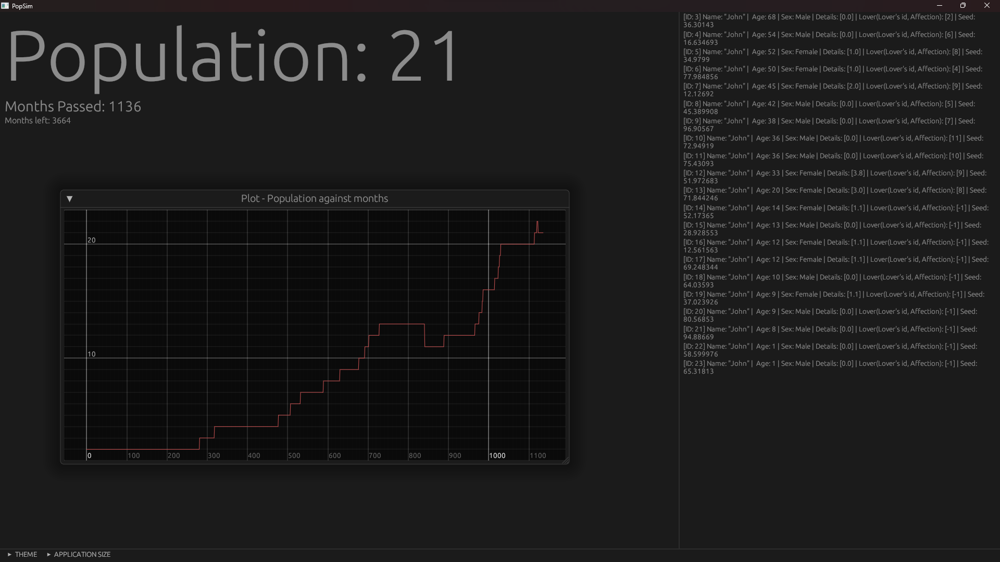 PopSim
Population: 21
Months Passed: 1136
Months left: 3664
Plot - Population against months
20
10
0 100 200 300 400 500 600 700 800 900 1000 1100
[ID: 3] Name: "John" | Age: 68 | Sex: Male | Details: [0.0] | Lover(Lover's id, Affection): [2] | Seed:
36.30143
[ID: 4] Name: "John" | Age: 54 | Sex: Male | Details: [0.0] | Lover(Lover's id, Affection): [6] | Seed:
16.634693
[ID: 5] Name: "John" | Age: 52 | Sex: Female | Details: [1.0] | Lover(Lover's id, Affection): [8] | Seed:
34.9799
[ID: 6] Name: "John" | Age: 50 | Sex: Female | Details: [1.0] | Lover(Lover's id, Affection): [4] | Seed:
77.984856
[ID: 7] Name: "John" | Age: 45 | Sex: Female | Details: [2.0] | Lover(Lover's id, Affection): [9] | Seed:
12.12692
[ID: 8] Name: "John" | Age: 42 | Sex: Male | Details: [0.0] | Lover(Lover's id, Affection): [5] | Seed:
45.389908
[ID: 9] Name: "John" | Age: 38 | Sex: Male | Details: [0.0] | Lover(Lover's id, Affection): [7] | Seed:
96.90567
[ID: 10] Name: "John" | Age: 36 | Sex: Male | Details: [0.0] | Lover(Lover's id, Affection): [11] | Seed:
72.94919
[ID: 11] Name: "John" | Age: 36 | Sex: Male | Details: [0.0] | Lover(Lover's id, Affection): [10] | Seed:
75.43093
[ID: 12] Name: "John" | Age: 33 | Sex: Female | Details: [3.8] | Lover(Lover's id, Affection): [9] | Seed:
51.972683
[ID: 13] Name: "John" | Age: 20 | Sex: Female | Details: [3.0] | Lover(Lover's id, Affection): [8] | Seed:
71.844246
[ID: 14] Name: "John" | Age: 14 | Sex: Female | Details: [1.1] | Lover(Lover's id, Affection): [-1] | Seed:
52.17365
[ID: 15] Name: "John" | Age: 13 | Sex: Male | Details: [0.0] | Lover(Lover's id, Affection): [-1] | Seed:
28.928553
[ID: 16] Name: "John" | Age: 12 | Sex: Female | Details: [1.1] | Lover(Lover's id, Affection): [-1] | Seed:
12.561563
[ID: 17] Name: "John" | Age: 12 | Sex: Female | Details: [1.1] | Lover(Lover's id, Affection): [-1] | Seed:
69.248344
[ID: 18] Name: "John" | Age: 10 | Sex: Male | Details: [0.0] | Lover(Lover's id, Affection): [-1] | Seed:
64.03593
[ID: 19] Name: "John" | Age: 9 | Sex: Female | Details: [1.1] | Lover(Lover's id, Affection): [-1] | Seed:
37.023926
[ID: 20] Name: "John" | Age: 9 | Sex: Male | Details: [0.0] | Lover(Lover's id, Affection): [-1] | Seed:
80.56853
[ID: 21] Name: "John" | Age: 8 | Sex: Male | Details: [0.0] | Lover(Lover's id, Affection): [-1] | Seed:
94.88669
[ID: 22] Name: "John" | Age: 1 | Sex: Male | Details: [0.0] | Lover(Lover's id, Affection): [-1] | Seed:
58.599976
[ID: 23] Name: "John" | Age: 1 | Sex: Male | Details: [0.0] | Lover(Lover's id, Affection): [-1] | Seed:
65.31813
THEME APPLICATION SIZE